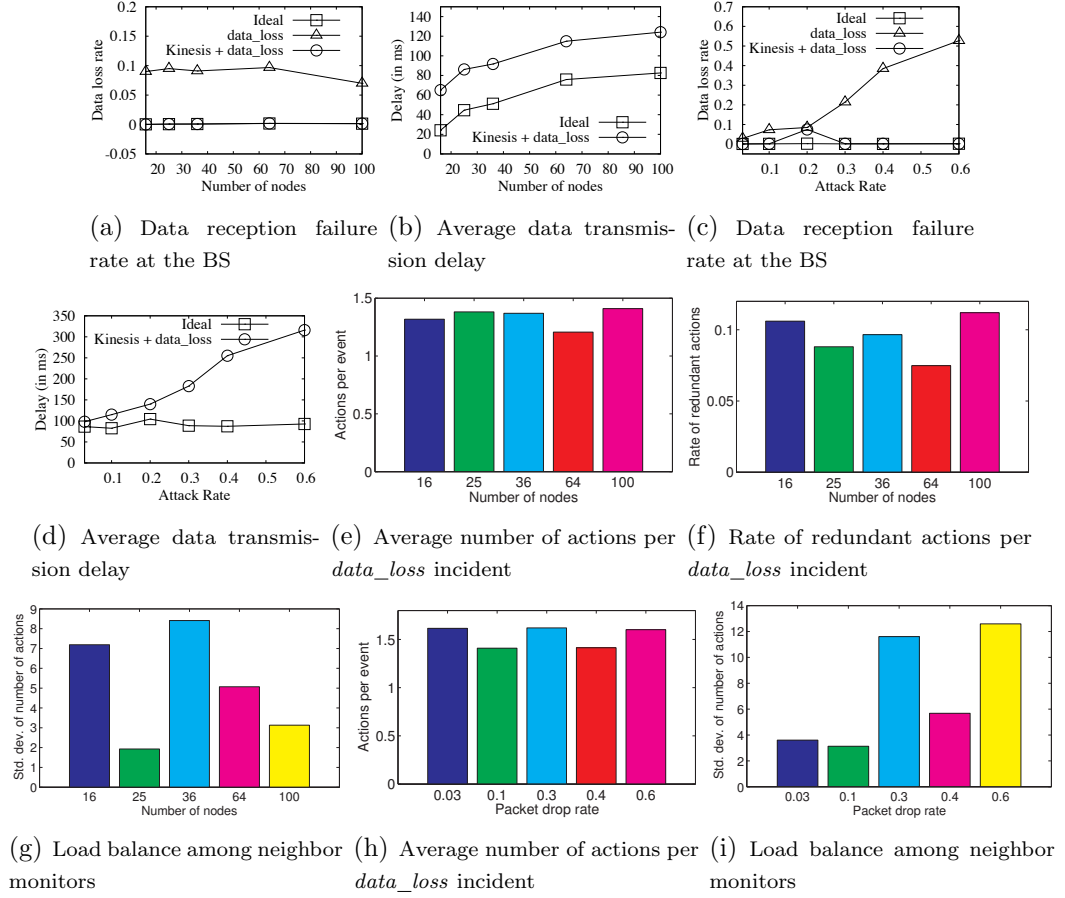 0.2
0.15
0.1
0.05
0
-0.05
Data loss rate
Ideal
data_loss
Kinesis + data_loss
20 30 40 50 60 70 80 90 100
Number of nodes
(a) Data reception failure
rate at the BS
140
120
100
80
60
40
20
0
Delay (in ms)
Ideal
Kinesis + data_loss
20 30 40 50 60 70 80 90 100
Number of nodes
(b) Average data transmis-
sion delay
0.7
0.6
0.5
0.4
0.3
0.2
0.1
0
Data loss rate
Ideal
data_loss
Kinesis + data_loss
0.1 0.2 0.3 0.4 0.5 0.6
Attack Rate
(c) Data reception failure
rate at the BS
350
300
250
200
150
100
50
0
Delay (in ms)
Ideal
Kinesis + data_loss
0.1 0.2 0.3 0.4 0.5 0.6
Attack Rate
(d) Average data transmis-
sion delay
1.5
1
0.5
0
Actions per event
16 25 36 64 100
Number of nodes
(e) Average number of actions per
data_loss incident
0.1
0.05
0
Rate of redundant actions
16 25 36 64 100
Number of nodes
(f) Rate of redundant actions per
data_loss incident
9
8
7
6
5
4
3
2
1
0
Std. dev. of number of actions
16 25 36 64 100
Number of nodes
(g) Load balance among neighbor
monitors
1.5
1
0.5
0
Actions per event
0.03 0.1 0.3 0.4 0.6
Packet drop rate
(h) Average number of actions per
data_loss incident
14
12
10
8
6
4
2
0
Std. dev. of number of actions
0.03 0.1 0.3 0.4 0.6
Packet drop rate
(i) Load balance among neighbor
monitors